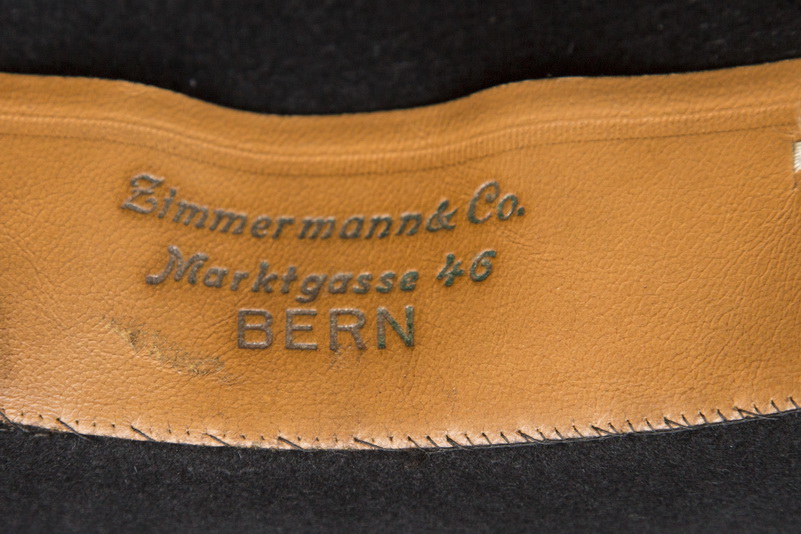 Zimmermann & Co.
Marktgasse 46
BERN